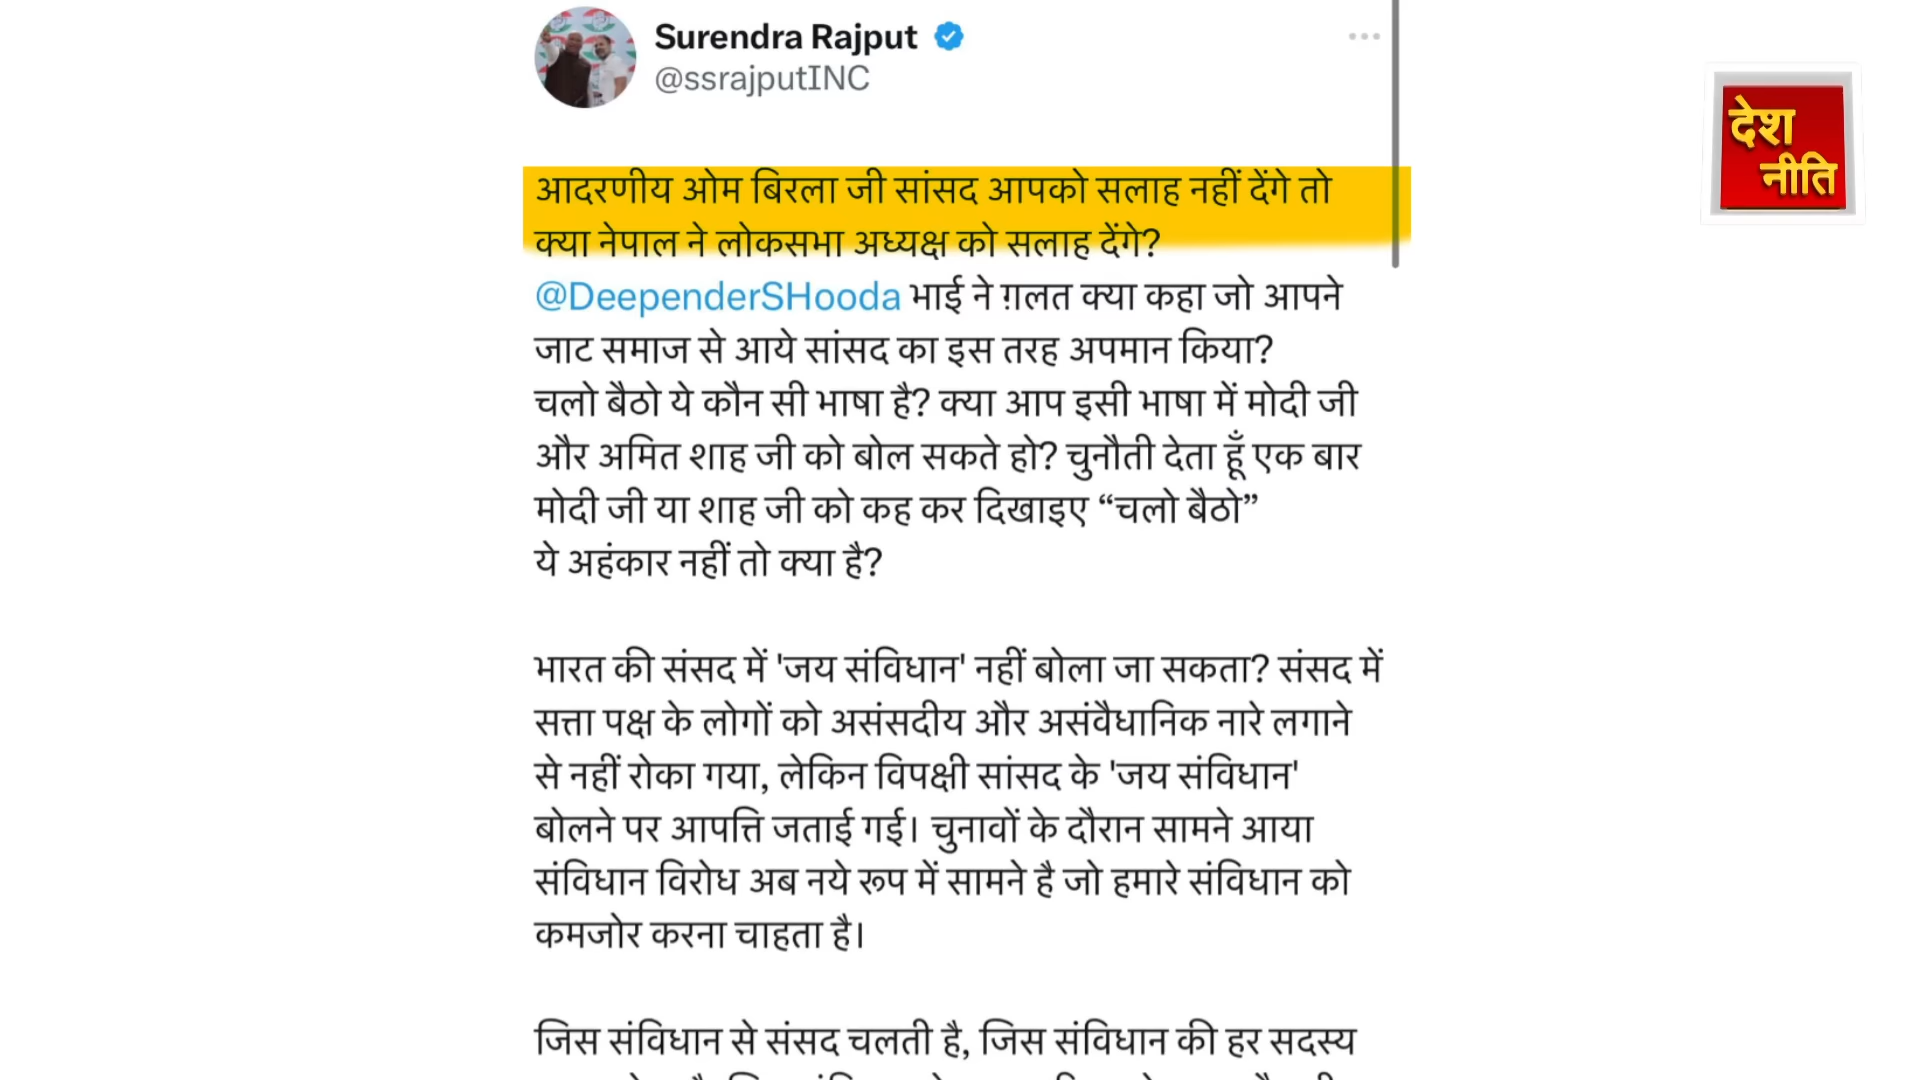 Surendra Rajput
@ssrajputINC
देश
नीति
आदरणीय ओम बिरला जी सांसद आपको सलाह नहीं देंगे तो
क्या नेपाल ने लोकसभा अध्यक्ष को सलाह देंगे?
@DeependerSHooda भाई ने ग़लत क्या कहा जो आपने
जाट समाज से आये सांसद का इस तरह अपमान किया?
चलो बैठो ये कौन सी भाषा है? क्या आप इसी भाषा में मोदी जी
और अमित शाह जी को बोल सकते हो? चुनौती देता हूँ एक बार
मोदी जी या शाह जी को कह कर दिखाइए “चलो बैठो”
ये अहंकार नहीं तो क्या है?
भारत की संसद में 'जय संविधान' नहीं बोला जा सकता? संसद में
सत्ता पक्ष के लोगों को असंसदीय और असंवैधानिक नारे लगाने
से नहीं रोका गया, लेकिन विपक्षी सांसद के 'जय संविधान'
बोलने पर आपत्ति जताई गई। चुनावों के दौरान सामने आया
संविधान विरोध अब नये रूप में सामने है जो हमारे संविधान को
कमजोर करना चाहता है।
जिस संविधान से संसद चलती है, जिस संविधान की हर सदस्य